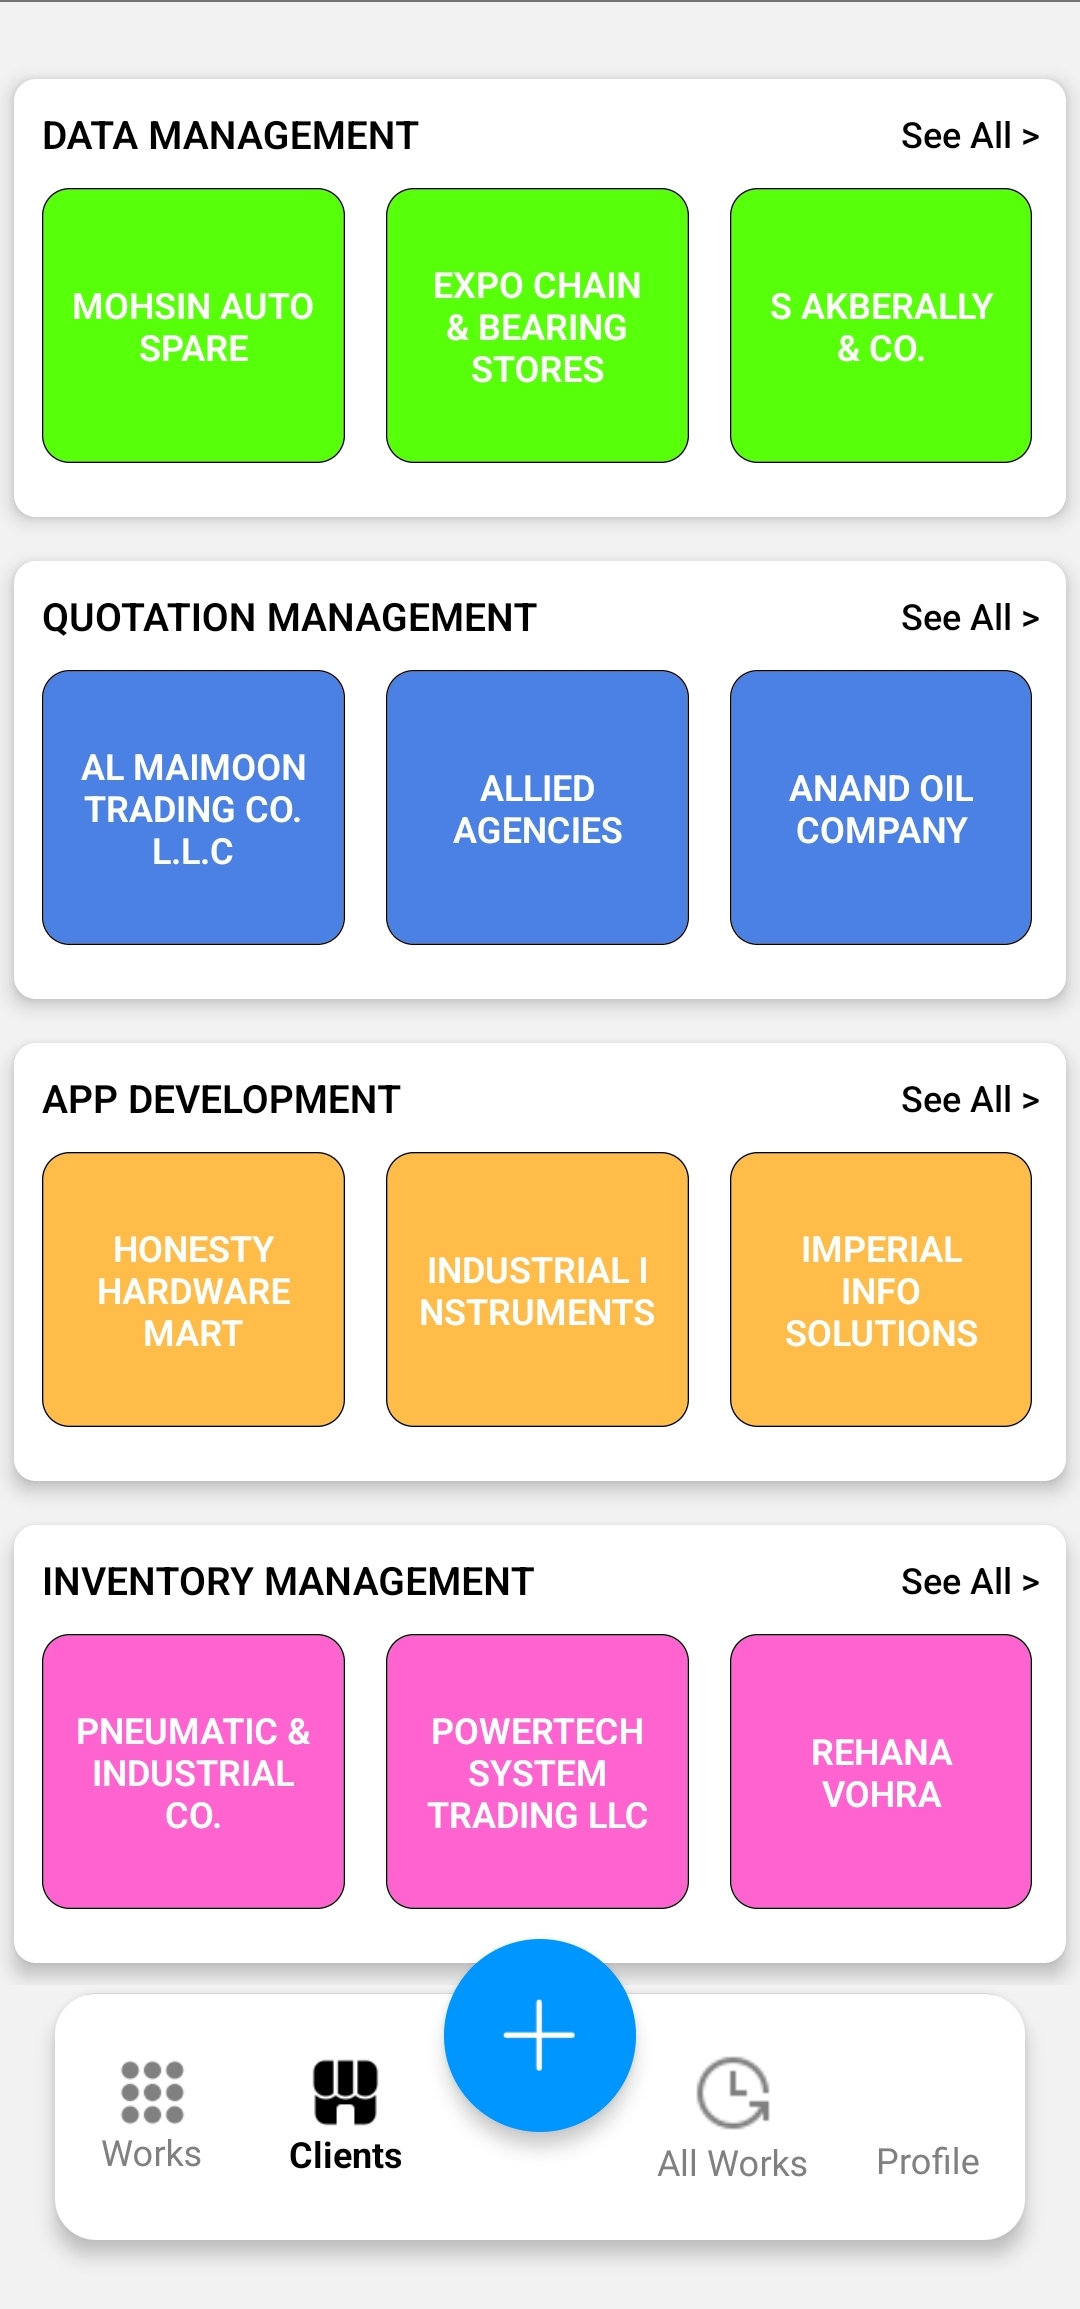 DATA MANAGEMENT
See All >
MOHSIN AUTO
SPARE
EXPO CHAIN
& BEARING
STORES
S AKBERALLY
& CO.
QUOTATION MANAGEMENT
See All >
AL MAIMOON
TRADING CO.
L.L.C
ALLIED
AGENCIES
ANAND OIL
COMPANY
APP DEVELOPMENT
See All >
HONESTY
HARDWARE
MART
INDUSTRIAL I
NSTRUMENTS
IMPERIAL
INFO
SOLUTIONS
INVENTORY MANAGEMENT
See All >
PNEUMATIC &
INDUSTRIAL
CO.
POWERTECH
SYSTEM
TRADING LLC
REHANA
VOHRA
Works
Clients
All Works
Profile